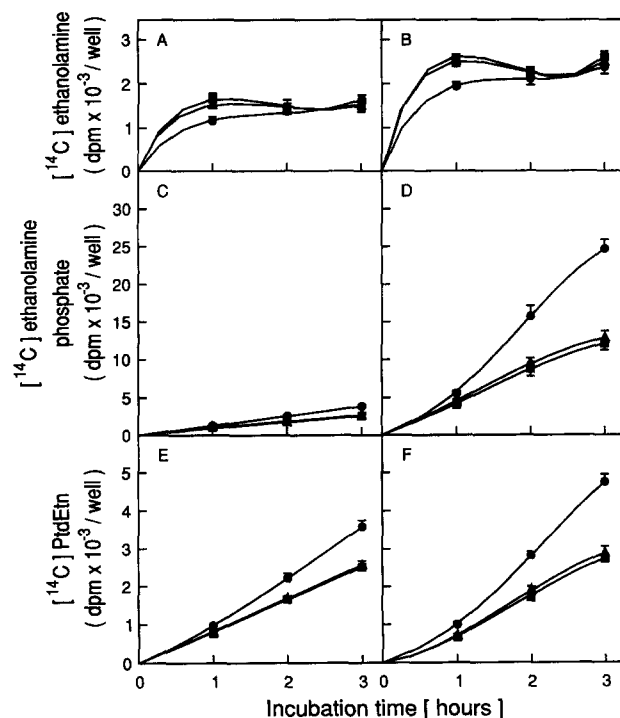 A
B
[ ¹⁴C ] ethanolamine
( dpm x 10⁻³ / well )
3
2
1
0
C
D
[ ¹⁴C ] ethanolamine
phosphate
( dpm x 10⁻³ / well )
30
25
20
15
10
5
0
E
F
[ ¹⁴C ] PtdEtn
( dpm x 10⁻³ / well )
5
4
3
2
1
0
0 1 2 3 0 1 2 3
Incubation time [ hours ]